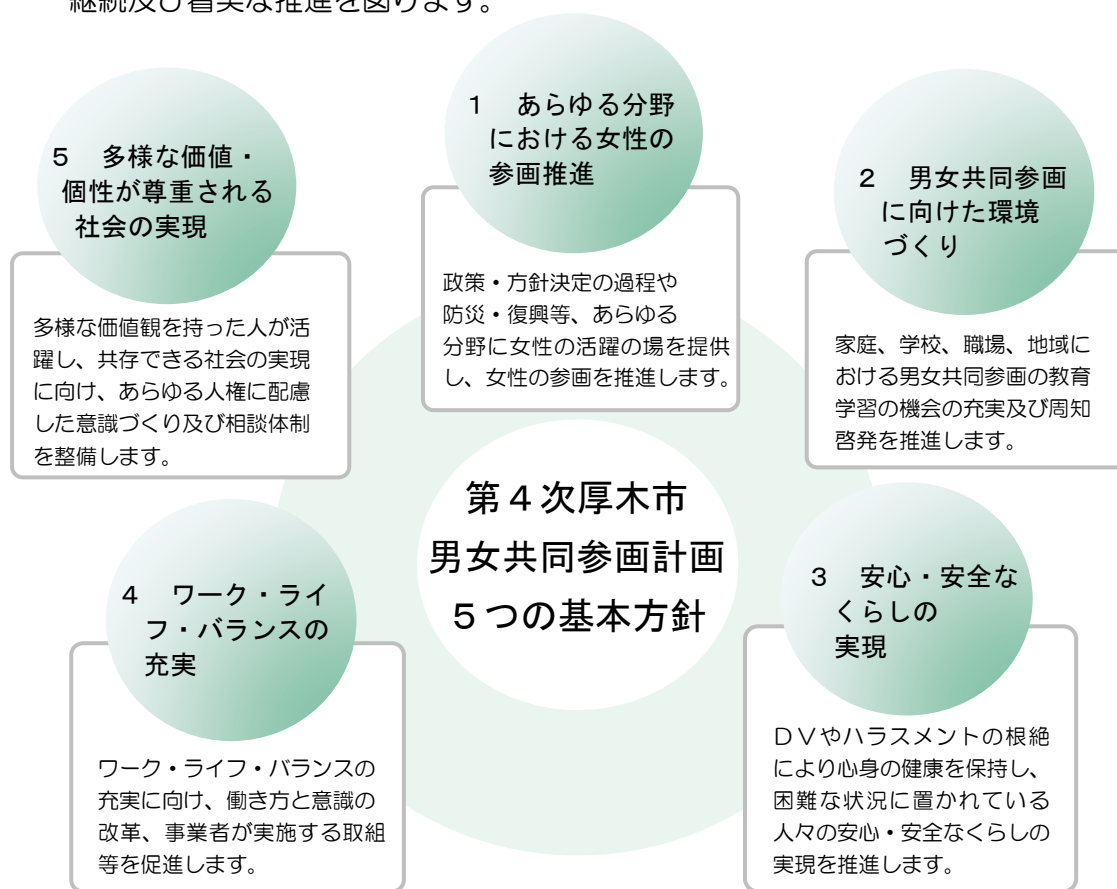 継続及び着実な推進を図ります。
1 あらゆる分野
における女性の
参画推進
政策・方針決定の過程や
防災・復興等、あらゆる
分野に女性の活躍の場を提供
し、女性の参画を推進します。
2 男女共同参画
に向けた環境
づくり
家庭、学校、職場、地域に
おける男女共同参画の教育
学習の機会の充実及び周知
啓発を推進します。
3 安心・安全な
くらしの
実現
DVやハラスメントの根絶
により心身の健康を保持し、
困難な状況に置かれている
人々の安心・安全なくらしの
実現を推進します。
4 ワーク・ライ
フ・バランスの
充実
ワーク・ライフ・バランスの
充実に向け、働き方と意識の
改革、事業者が実施する取組
等を促進します。
5 多様な価値・
個性が尊重される
社会の実現
多様な価値観を持った人が活
躍し、共存できる社会の実現
に向け、あらゆる人権に配慮
した意識づくり及び相談体制
を整備します。
第4次厚木市
男女共同参画計画
5つの基本方針